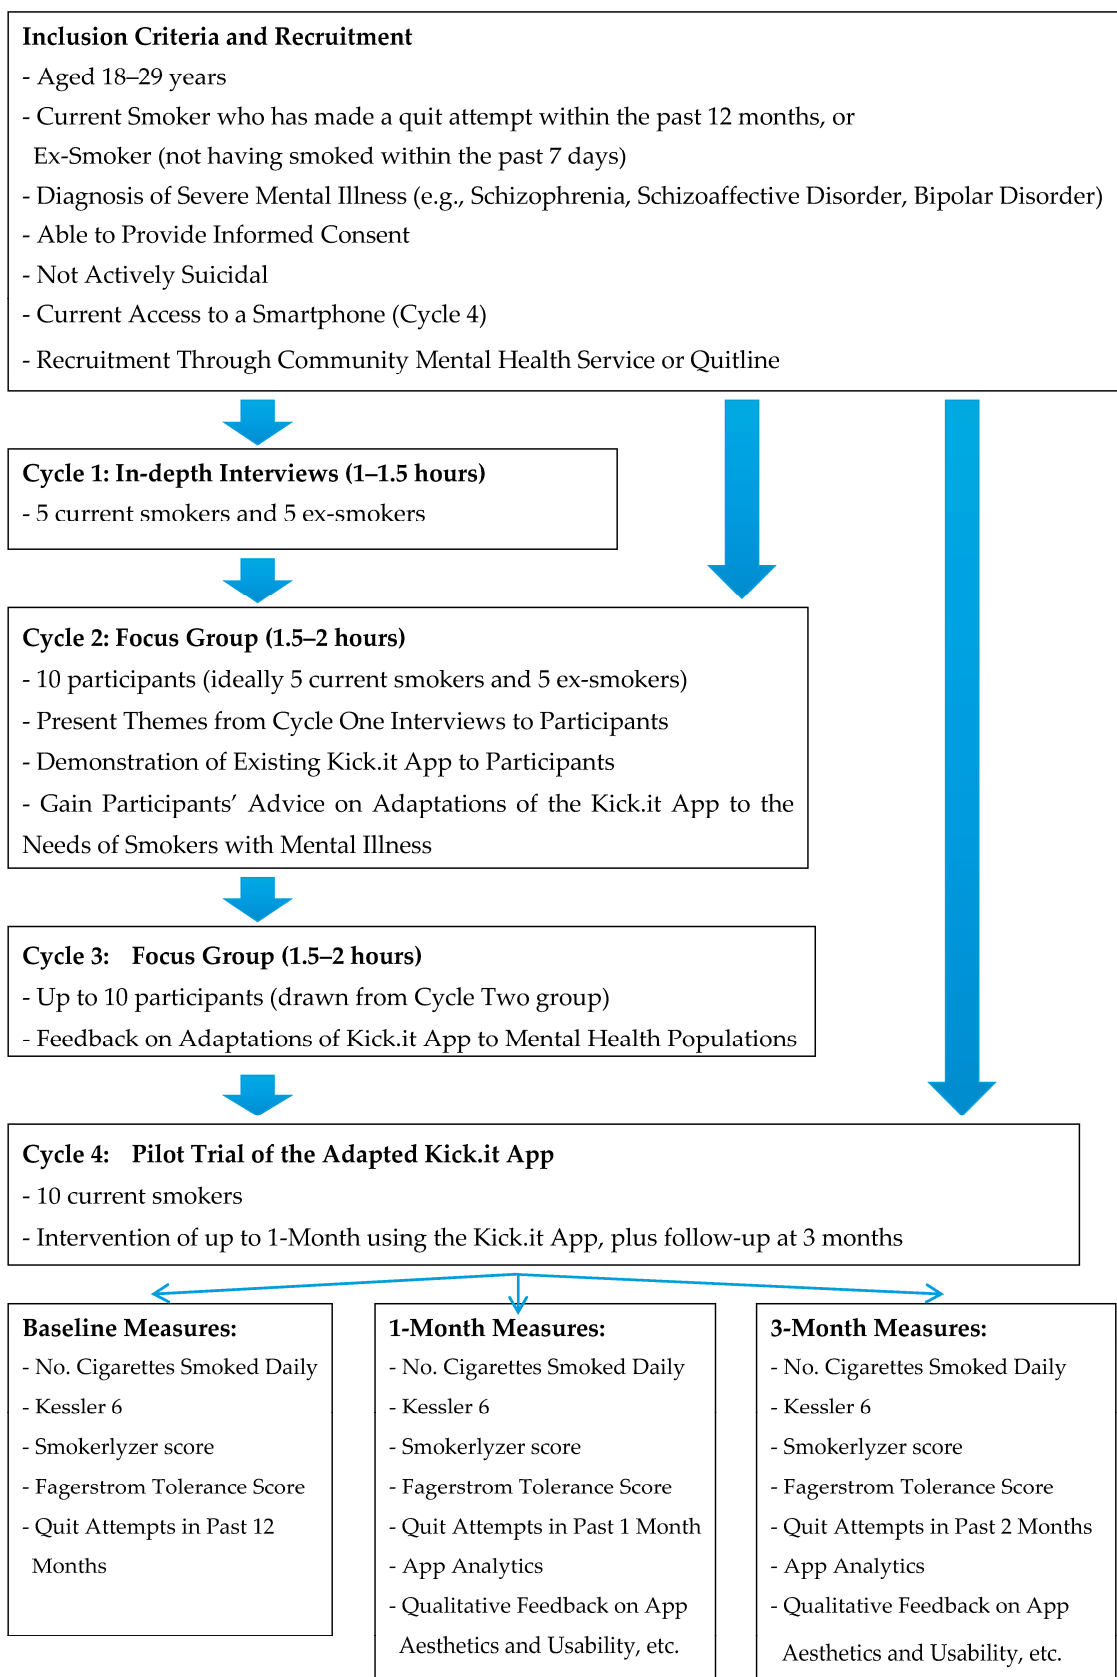 Inclusion Criteria and Recruitment
- Aged 18–29 years
- Current Smoker who has made a quit attempt within the past 12 months, or
Ex-Smoker (not having smoked within the past 7 days)
- Diagnosis of Severe Mental Illness (e.g., Schizophrenia, Schizoaffective Disorder, Bipolar Disorder)
- Able to Provide Informed Consent
- Not Actively Suicidal
- Current Access to a Smartphone (Cycle 4)
- Recruitment Through Community Mental Health Service or Quitline
Cycle 1: In-depth Interviews (1–1.5 hours)
- 5 current smokers and 5 ex-smokers
Cycle 2: Focus Group (1.5–2 hours)
- 10 participants (ideally 5 current smokers and 5 ex-smokers)
- Present Themes from Cycle One Interviews to Participants
- Demonstration of Existing Kick.it App to Participants
- Gain Participants’ Advice on Adaptations of the Kick.it App to the
Needs of Smokers with Mental Illness
Cycle 3: Focus Group (1.5–2 hours)
- Up to 10 participants (drawn from Cycle Two group)
- Feedback on Adaptations of Kick.it App to Mental Health Populations
Cycle 4: Pilot Trial of the Adapted Kick.it App
- 10 current smokers
- Intervention of up to 1-Month using the Kick.it App, plus follow-up at 3 months
Baseline Measures:
- No. Cigarettes Smoked Daily
- Kessler 6
- Smokerlyzer score
- Fagerstrom Tolerance Score
- Quit Attempts in Past 12
Months
1-Month Measures:
- No. Cigarettes Smoked Daily
- Kessler 6
- Smokerlyzer score
- Fagerstrom Tolerance Score
- Quit Attempts in Past 1 Month
- App Analytics
- Qualitative Feedback on App
Aesthetics and Usability, etc.
3-Month Measures:
- No. Cigarettes Smoked Daily
- Kessler 6
- Smokerlyzer score
- Fagerstrom Tolerance Score
- Quit Attempts in Past 2 Months
- App Analytics
- Qualitative Feedback on App
Aesthetics and Usability, etc.